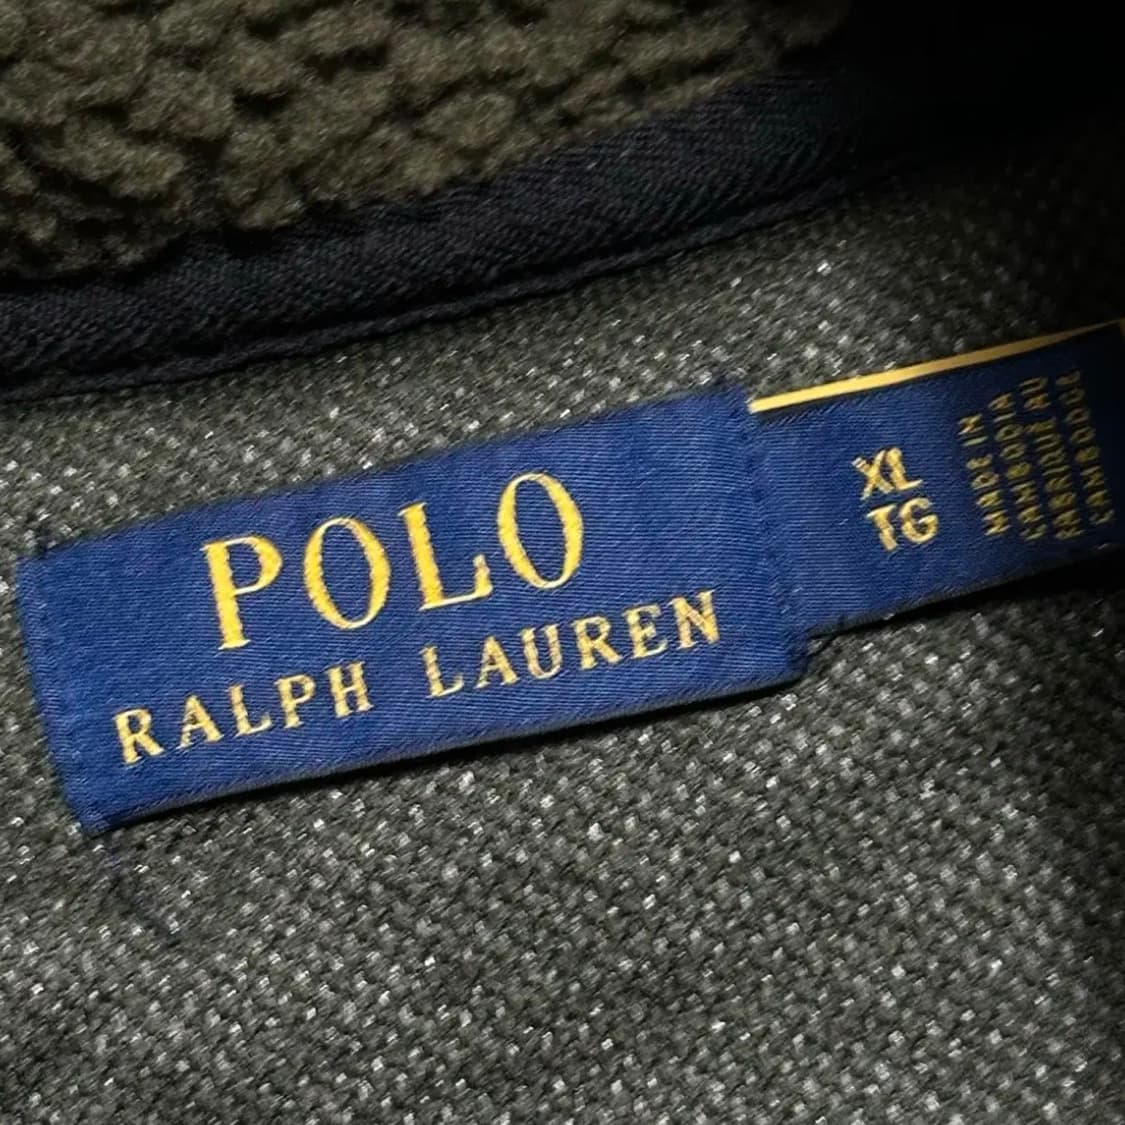 POLO
RALPH LAUREN
XL
TG
MADE IN
CAMBODIA
FABRIQUÉ AU
CAMBODGE